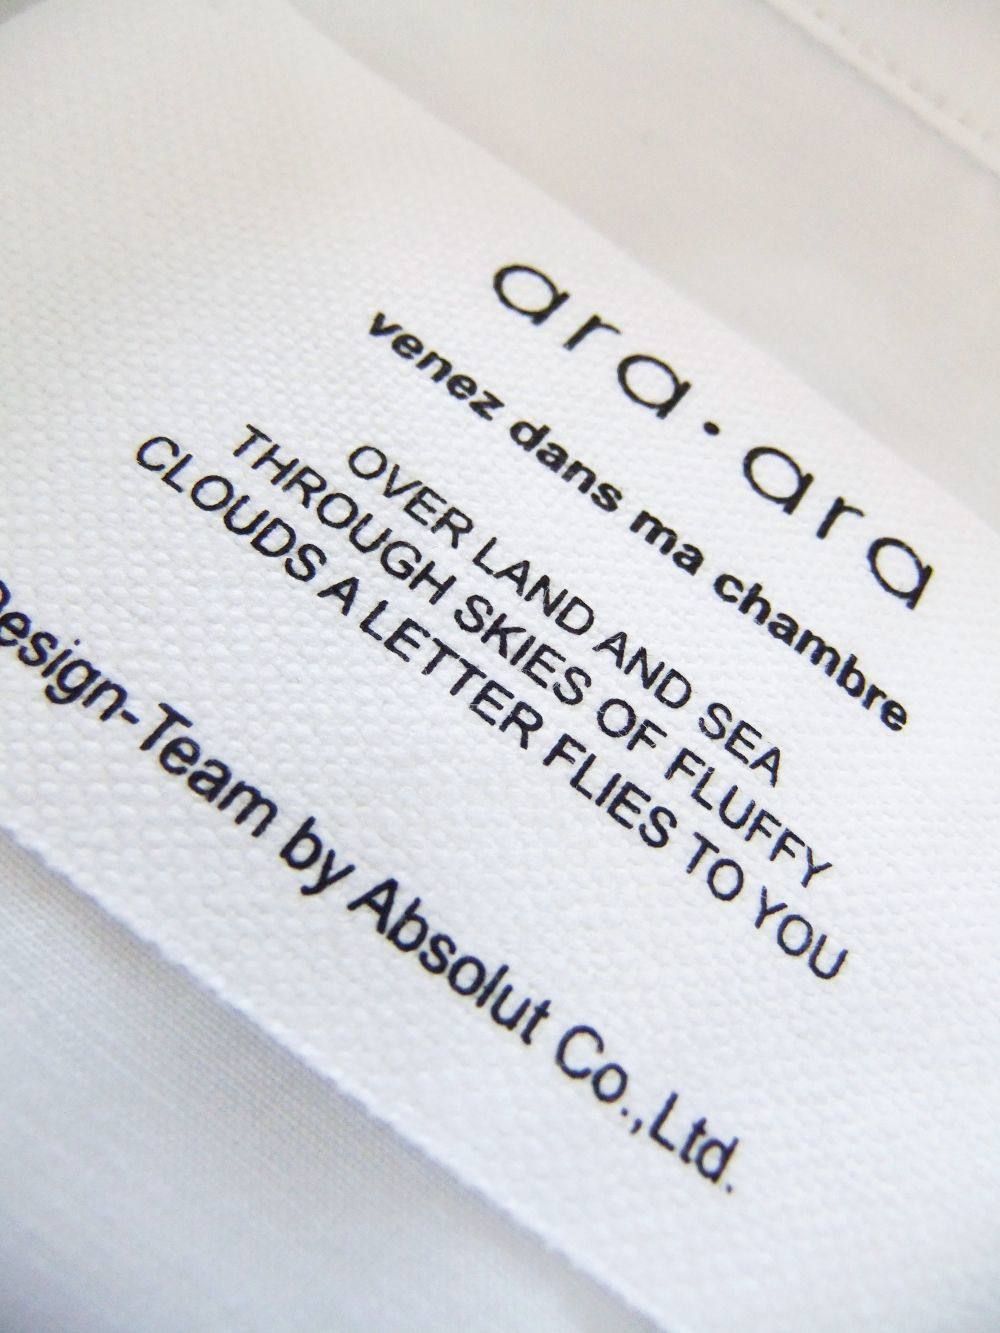 ara·ara
venez dans ma chambre
OVER LAND AND SEA
THROUGH SKIES OF FLUFFY
CLOUDS A LETTER FLIES TO YOU
Design-Team by Absolut Co.,Ltd.